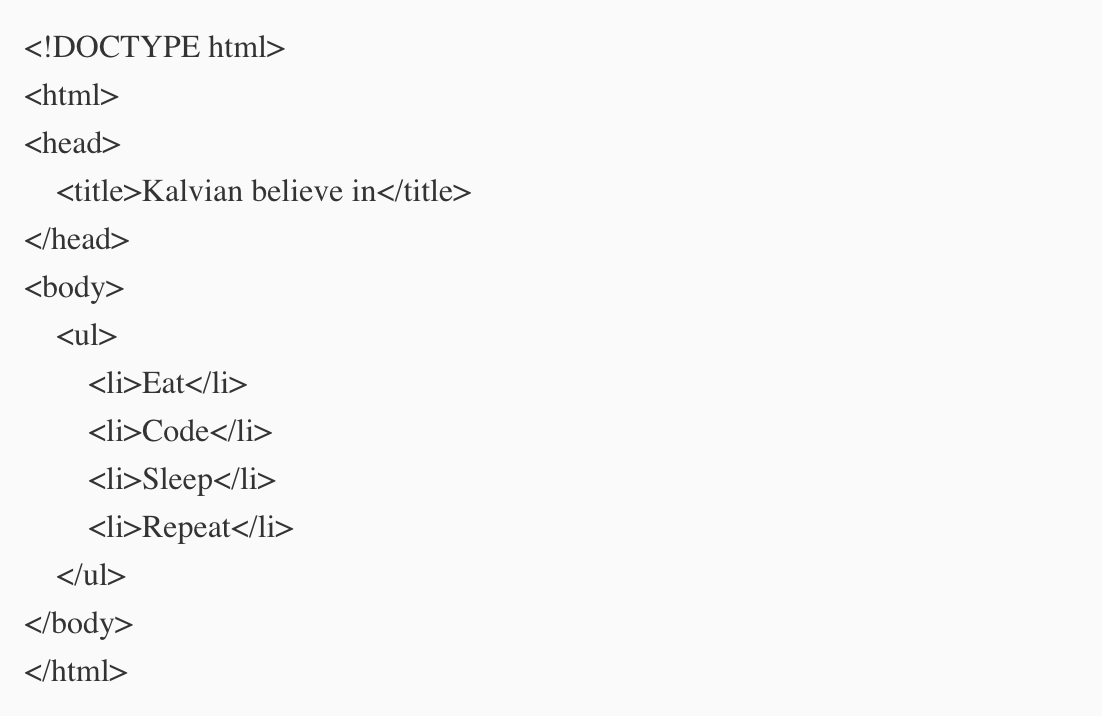 <!DOCTYPE html>
<html>
<head>
    <title>Kalvian believe in</title>
</head>
<body>
    <ul>
        <li>Eat</li>
        <li>Code</li>
        <li>Sleep</li>
        <li>Repeat</li>
    </ul>
</body>
</html>